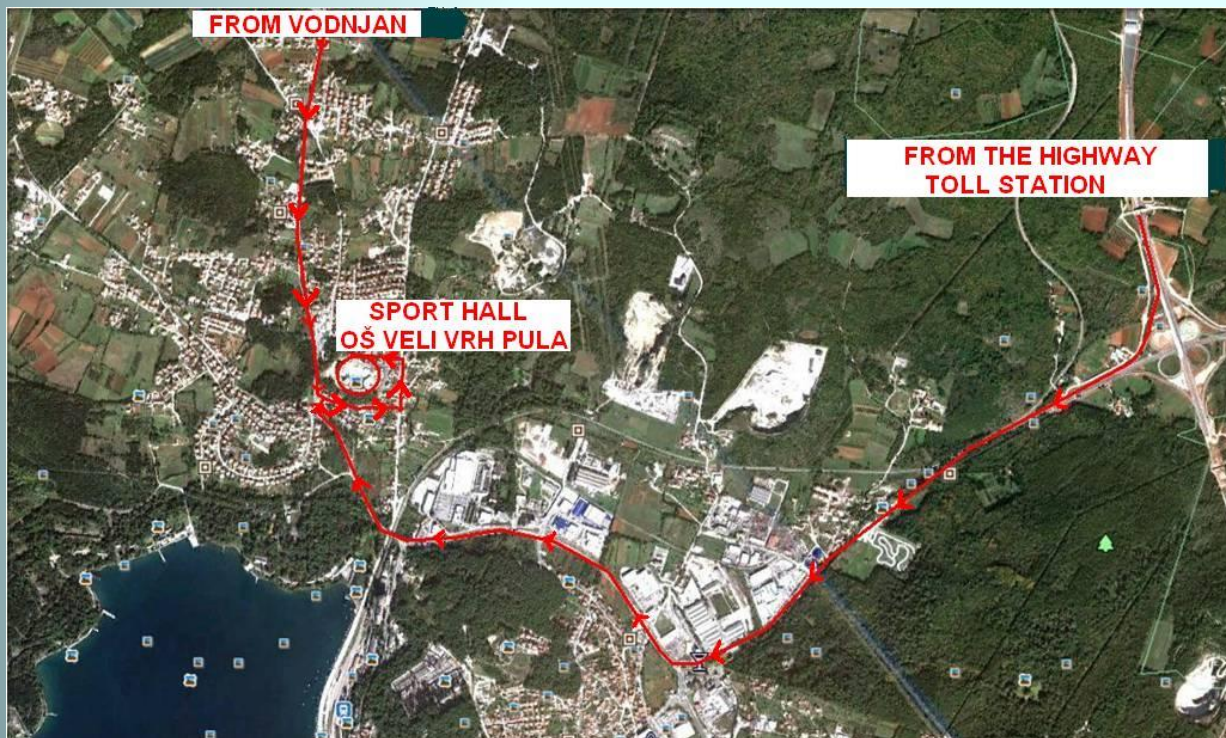 FROM VODNJAN
FROM THE HIGHWAY
TOLL STATION
SPORT HALL
OŠ VELI VRH PULA